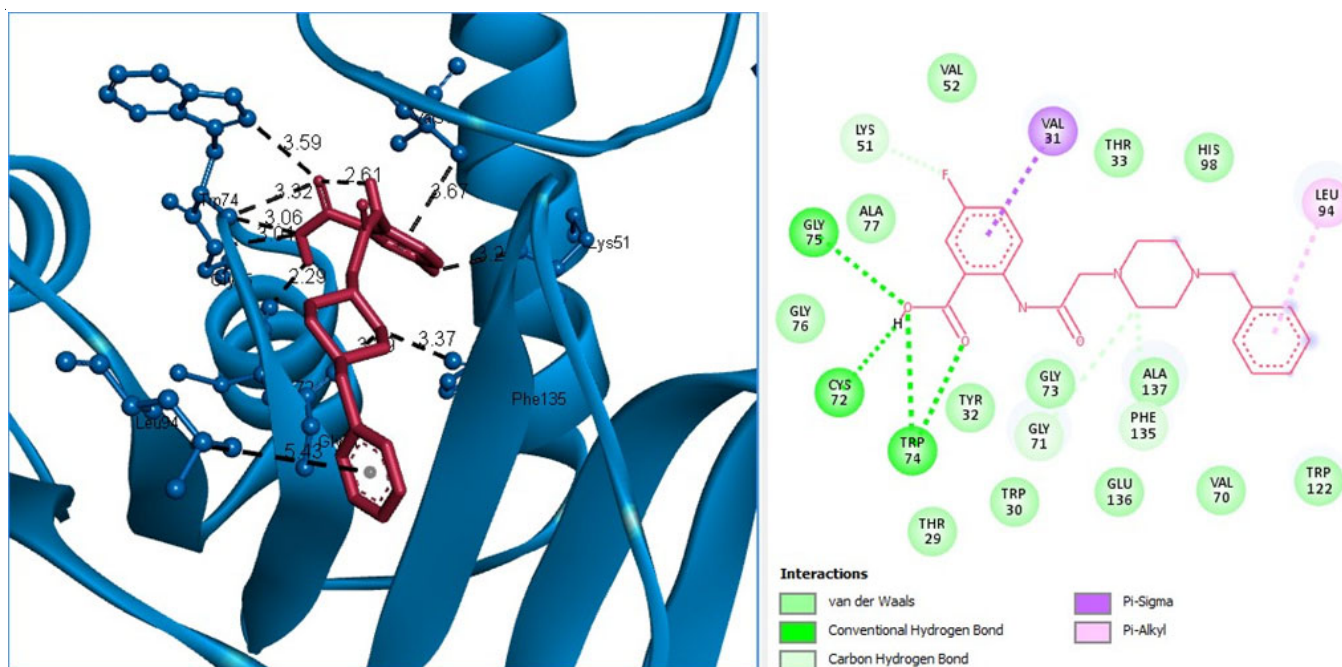 3.59
3.32
2.61
3.67
3.06
2.29
3.37
5.43
Lys51
Phe135
Leu94
VAL
52
LYS
51
VAL
31
THR
33
HIS
98
LEU
94
F
GLY
75
ALA
77
N
N
GLY
76
O
H
O
N
O
CYS
72
TRP
74
TYR
32
GLY
73
GLY
71
ALA
137
PHE
135
THR
29
TRP
30
GLU
136
VAL
70
TRP
122
Interactions
van der Waals
Conventional Hydrogen Bond
Carbon Hydrogen Bond
Pi-Sigma
Pi-Alkyl